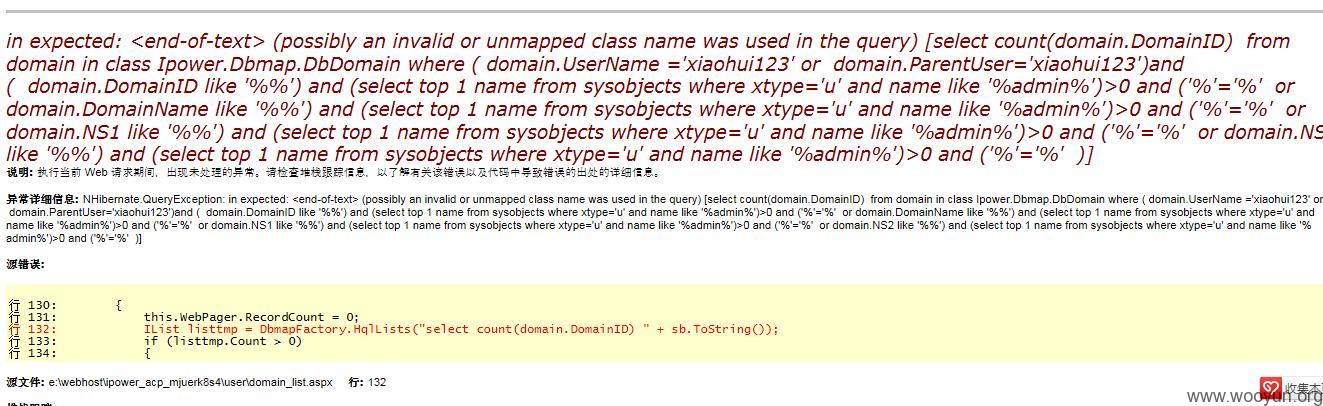 in expected: <end-of-text> (possibly an invalid or unmapped class name was used in the query) [select count(domain.DomainID)  from
domain in class Ipower.Dbmap.DbDomain where ( domain.UserName ='xiaohui123' or  domain.ParentUser='xiaohui123')and
(  domain.DomainID like '%%') and (select top 1 name from sysobjects where xtype='u' and name like '%admin%')>0 and ('%'='%'  or
domain.DomainName like '%%') and (select top 1 name from sysobjects where xtype='u' and name like '%admin%')>0 and ('%'='%'  or
domain.NS1 like '%%') and (select top 1 name from sysobjects where xtype='u' and name like '%admin%')>0 and ('%'='%'  or domain.NS
like '%%') and (select top 1 name from sysobjects where xtype='u' and name like '%admin%')>0 and ('%'='%'  )]
说明: 执行当前 Web 请求期间，出现未处理的异常。请检查堆栈跟踪信息，以了解有关该错误以及代码中导致错误的出处的详细信息。
异常详细信息: NHibernate.QueryException: in expected: <end-of-text> (possibly an invalid or unmapped class name was used in the query) [select count(domain.DomainID)  from domain in class Ipower.Dbmap.DbDomain where ( domain.UserName ='xiaohui123' or
domain.ParentUser='xiaohui123')and (  domain.DomainID like '%%') and (select top 1 name from sysobjects where xtype='u' and name like '%admin%')>0 and ('%'='%'  or domain.DomainName like '%%') and (select top 1 name from sysobjects where xtype='u' and
name like '%admin%')>0 and ('%'='%'  or domain.NS1 like '%%') and (select top 1 name from sysobjects where xtype='u' and name like '%admin%')>0 and ('%'='%'  or domain.NS2 like '%%') and (select top 1 name from sysobjects where xtype='u' and name like '%
admin%')>0 and ('%'='%'  )]
源错误:
行 130:        {
行 131:            this.WebPager.RecordCount = 0;
行 132:            IList listtmp = DbmapFactory.HqlLists("select count(domain.DomainID) " + sb.ToString());
行 133:            if (listtmp.Count > 0)
行 134:            {
源文件: e:\webhost\ipower_acp_mjuerk8s4\user\domain_list.aspx    行: 132
收集本
www.wooyun.org